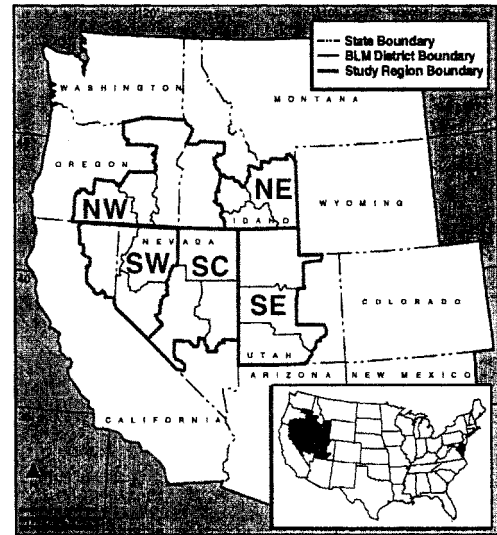 State Boundary
BLM District Boundary
Study Region Boundary
WASHINGTON
MONTANA
OREGON
NE
NW
IDAHO
WYOMING
NEVADA
SW
SC
SE
COLORADO
UTAH
ARIZONA
NEW MEXICO
CALIFORNIA